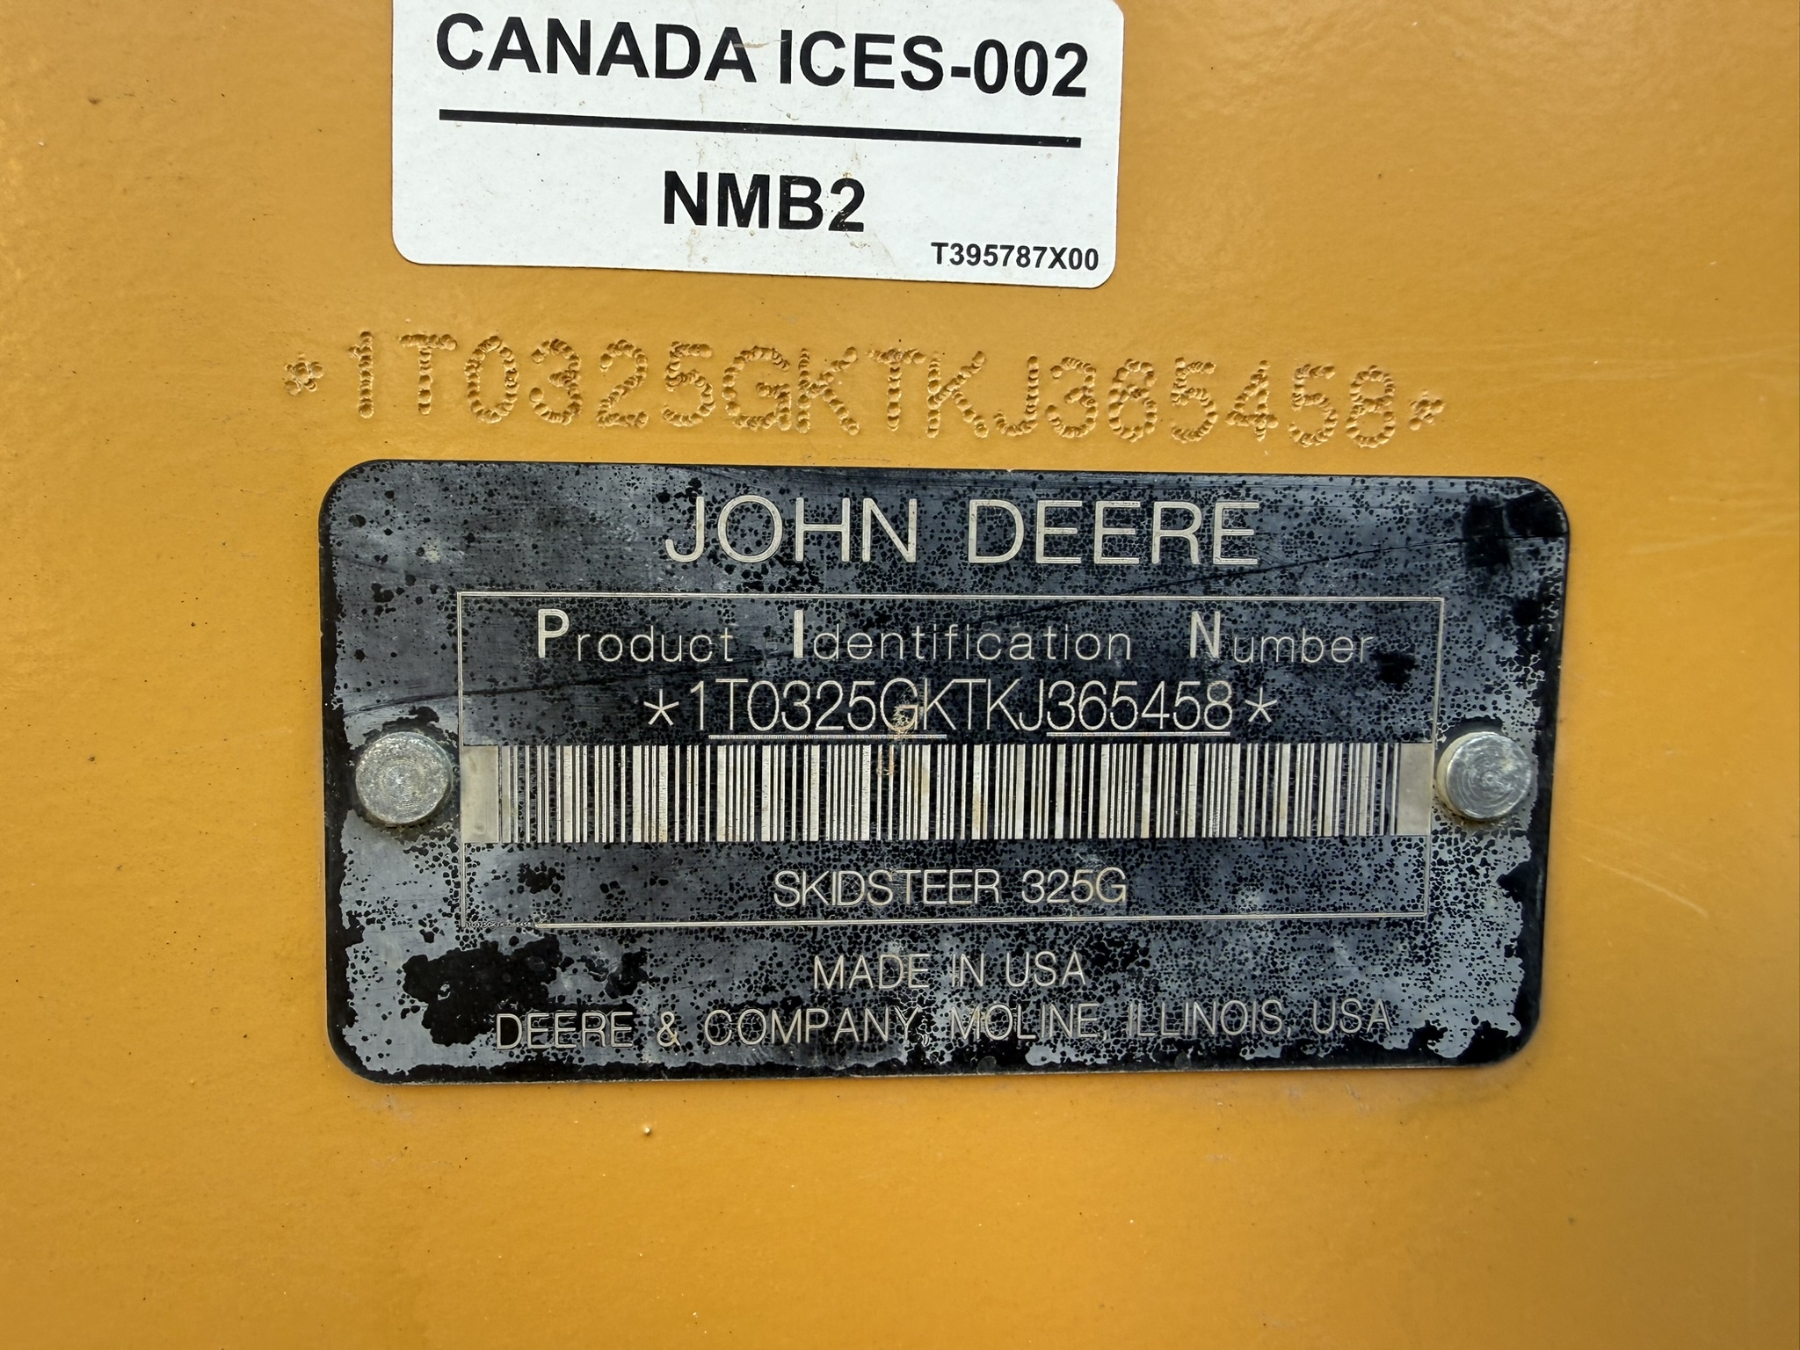 CANADA ICES-002
NMB2
T395787X00
*1T0325GKTKJ365458*
JOHN DEERE
Product Identification Number
*1T0325GKTKJ365458*
SKIDSTEER 325G
MADE IN USA
DEERE & COMPANY, MOLINE, ILLINOIS, USA